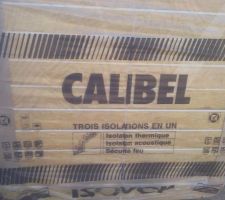 CALIBEL
TROIS ISOLATIONS EN UN
Isolation thermique
Isolation acoustique
Sécurité feu
ISOVER